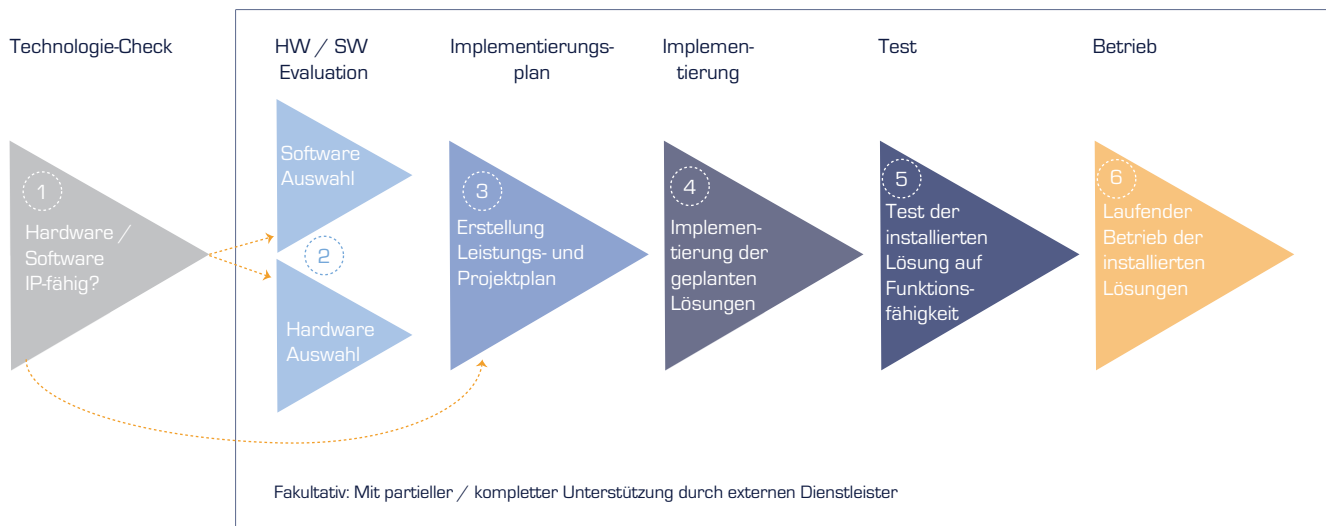 Technologie-Check
HW / SW
Evaluation
Implementierungs-
plan
Implemen-
tierung
Test
Betrieb
1
Hardware /
Software
IP-fähig?
Software
Auswahl
2
Hardware
Auswahl
3
Erstellung
Leistungs- und
Projektplan
4
Implemen-
tierung der
geplanten
Lösungen
5
Test der
installierten
Lösung auf
Funktions-
fähigkeit
6
Laufender
Betrieb der
installierten
Lösungen
Fakultativ: Mit partieller / kompletter Unterstützung durch externen Dienstleister